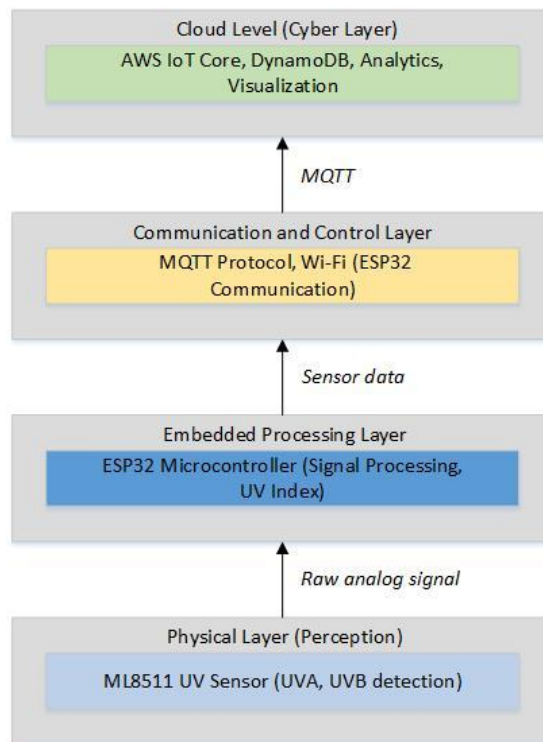 Cloud Level (Cyber Layer)
AWS IoT Core, DynamoDB, Analytics,
Visualization
MQTT
Communication and Control Layer
MQTT Protocol, Wi-Fi (ESP32
Communication)
Sensor data
Embedded Processing Layer
ESP32 Microcontroller (Signal Processing,
UV Index)
Raw analog signal
Physical Layer (Perception)
ML8511 UV Sensor (UVA, UVB detection)